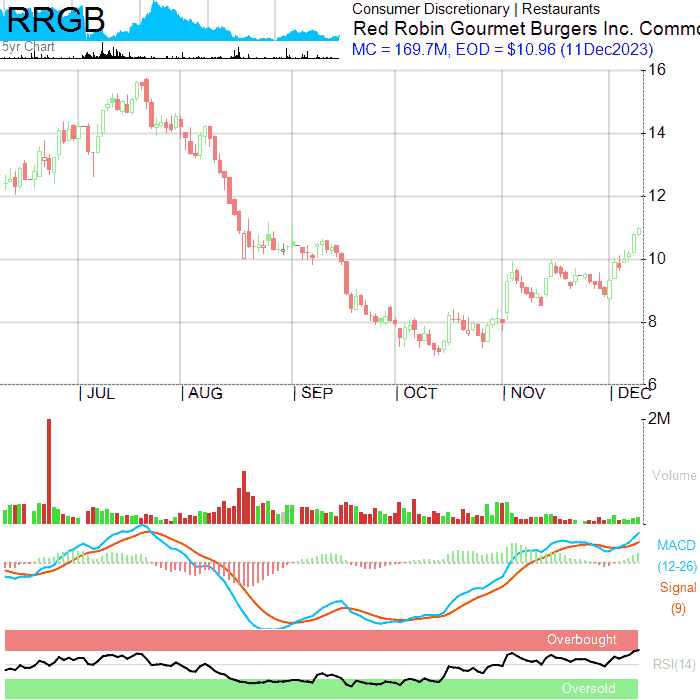 RRGB
5yr Chart
Consumer Discretionary | Restaurants
Red Robin Gourmet Burgers Inc. Commo
MC = 169.7M, EOD = $10.96 (11Dec2023)
16
14
12
10
8
6
JUL AUG SEP OCT NOV DEC
2M
Volume
MACD
(12-26)
Signal
(9)
Overbought
RSI(14)
Oversold